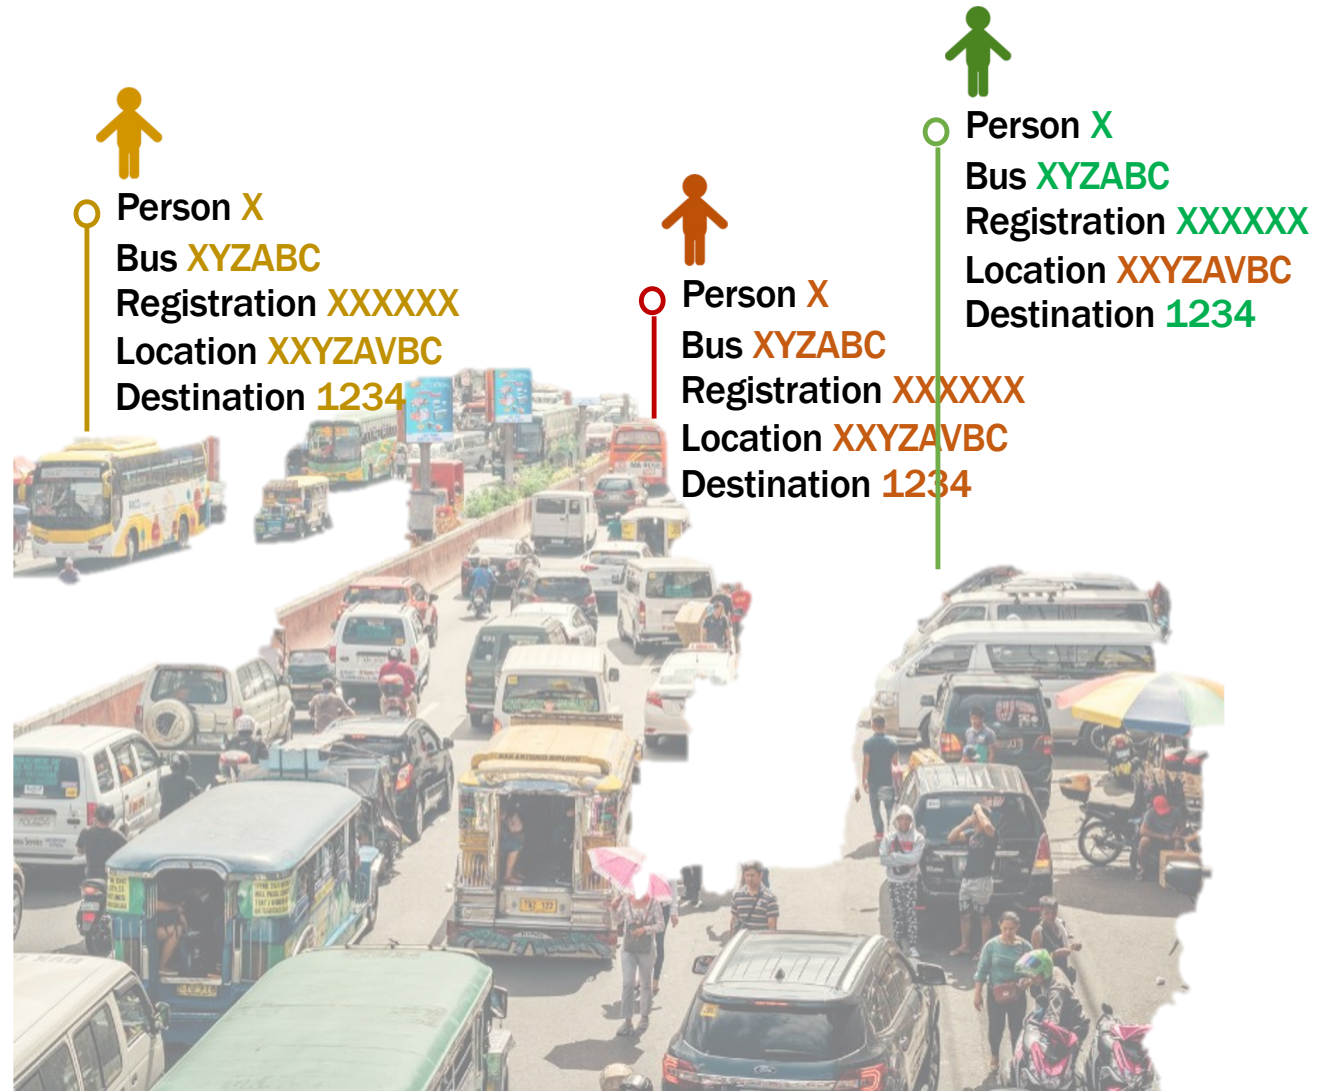 Person X
Bus XYZABC
Registration XXXXXX
Location XXYZAVBC
Destination 1234
Person X
Bus XYZABC
Registration XXXXXX
Location XXYZAVBC
Destination 1234
Person X
Bus XYZABC
Registration XXXXXX
Location XXYZAVBC
Destination 1234